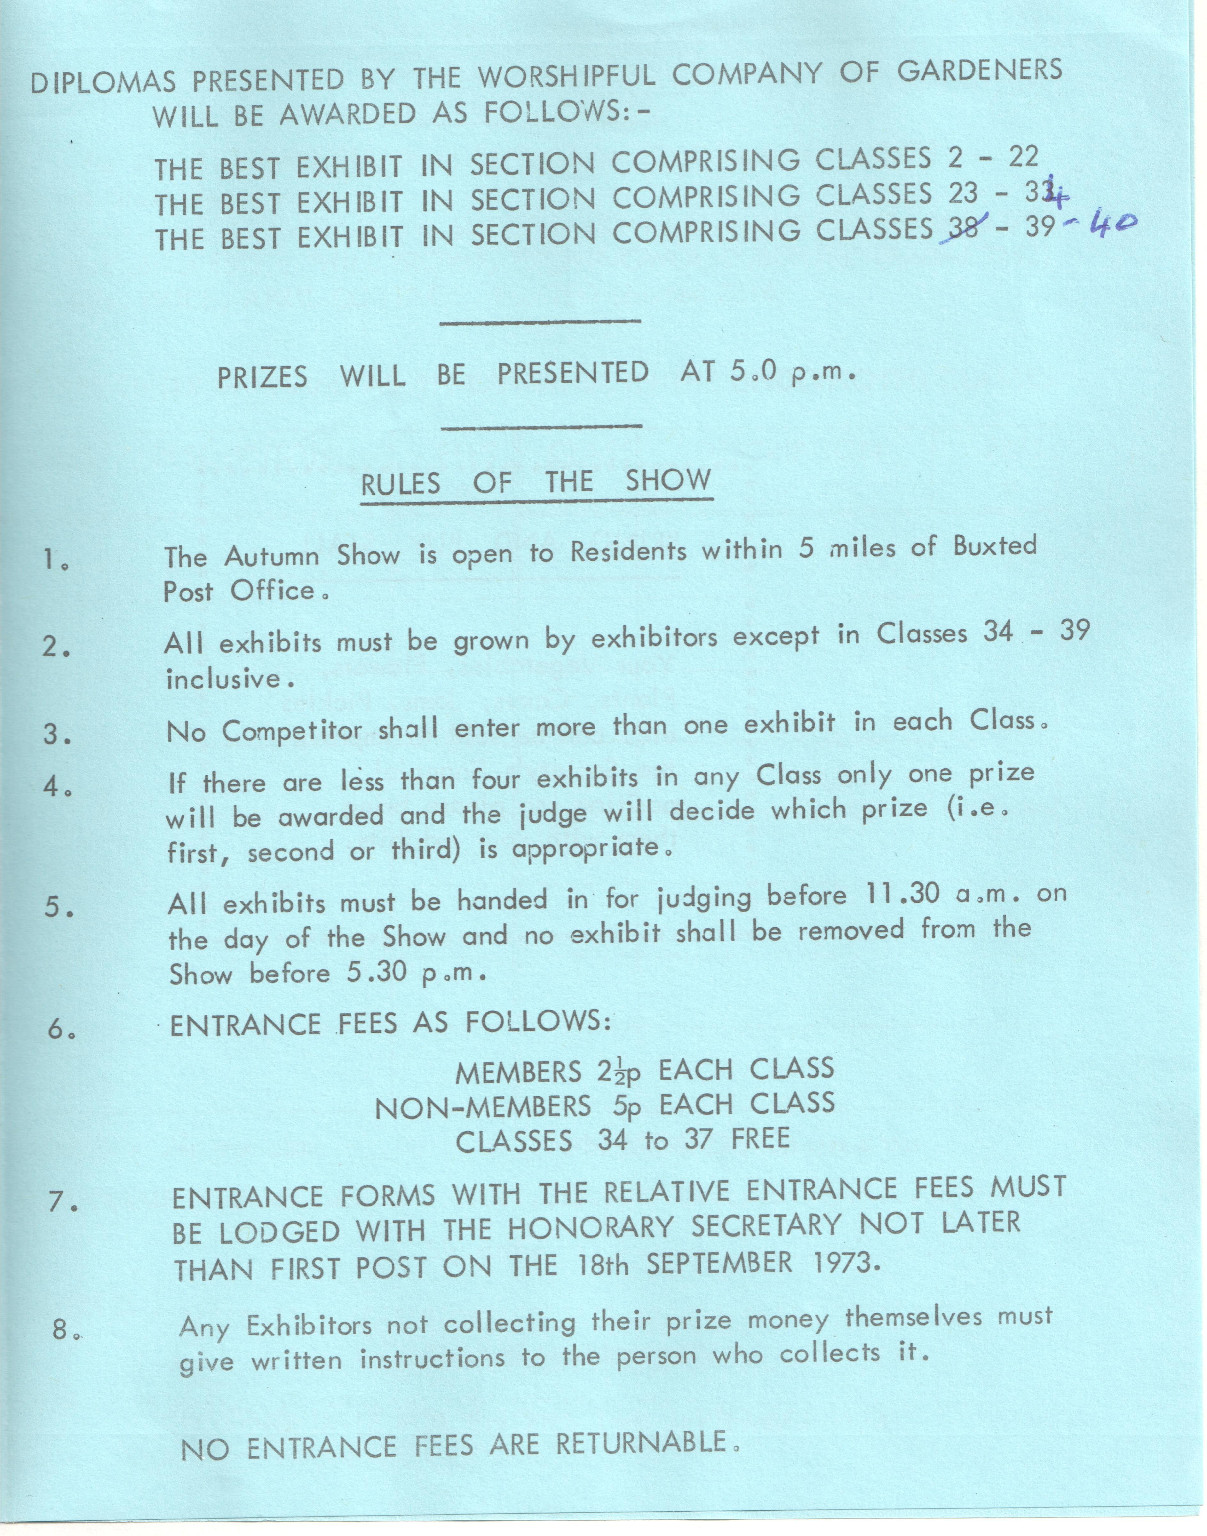 DIPLOMAS PRESENTED BY THE WORSHIPFUL COMPANY OF GARDENERS
WILL BE AWARDED AS FOLLOWS:-
THE BEST EXHIBIT IN SECTION COMPRISING CLASSES 2 - 22
THE BEST EXHIBIT IN SECTION COMPRISING CLASSES 23 - 34
THE BEST EXHIBIT IN SECTION COMPRISING CLASSES 38 - 39 - 40
PRIZES WILL BE PRESENTED AT 5.0 p.m.
RULES OF THE SHOW
1. The Autumn Show is open to Residents within 5 miles of Buxted
Post Office.
2. All exhibits must be grown by exhibitors except in Classes 34 - 39
inclusive.
3. No Competitor shall enter more than one exhibit in each Class.
4. If there are less than four exhibits in any Class only one prize
will be awarded and the judge will decide which prize (i.e.
first, second or third) is appropriate.
5. All exhibits must be handed in for judging before 11.30 a.m. on
the day of the Show and no exhibit shall be removed from the
Show before 5.30 p.m.
6. ENTRANCE FEES AS FOLLOWS:
MEMBERS 2½p EACH CLASS
NON-MEMBERS 5p EACH CLASS
CLASSES 34 to 37 FREE
7. ENTRANCE FORMS WITH THE RELATIVE ENTRANCE FEES MUST
BE LODGED WITH THE HONORARY SECRETARY NOT LATER
THAN FIRST POST ON THE 18th SEPTEMBER 1973.
8. Any Exhibitors not collecting their prize money themselves must
give written instructions to the person who collects it.
NO ENTRANCE FEES ARE RETURNABLE.